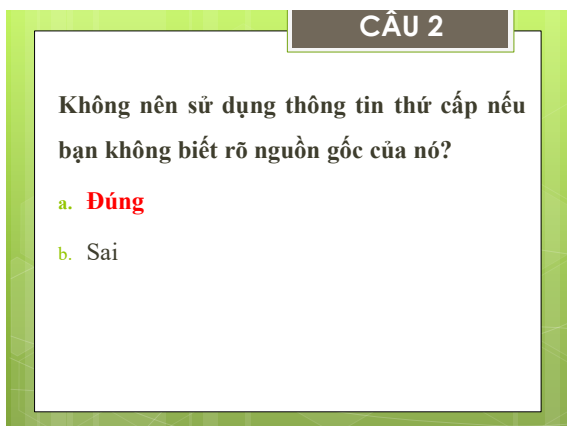 CÂU 2
Không nên sử dụng thông tin thứ cấp nếu
bạn không biết rõ nguồn gốc của nó?
a. Đúng
b. Sai